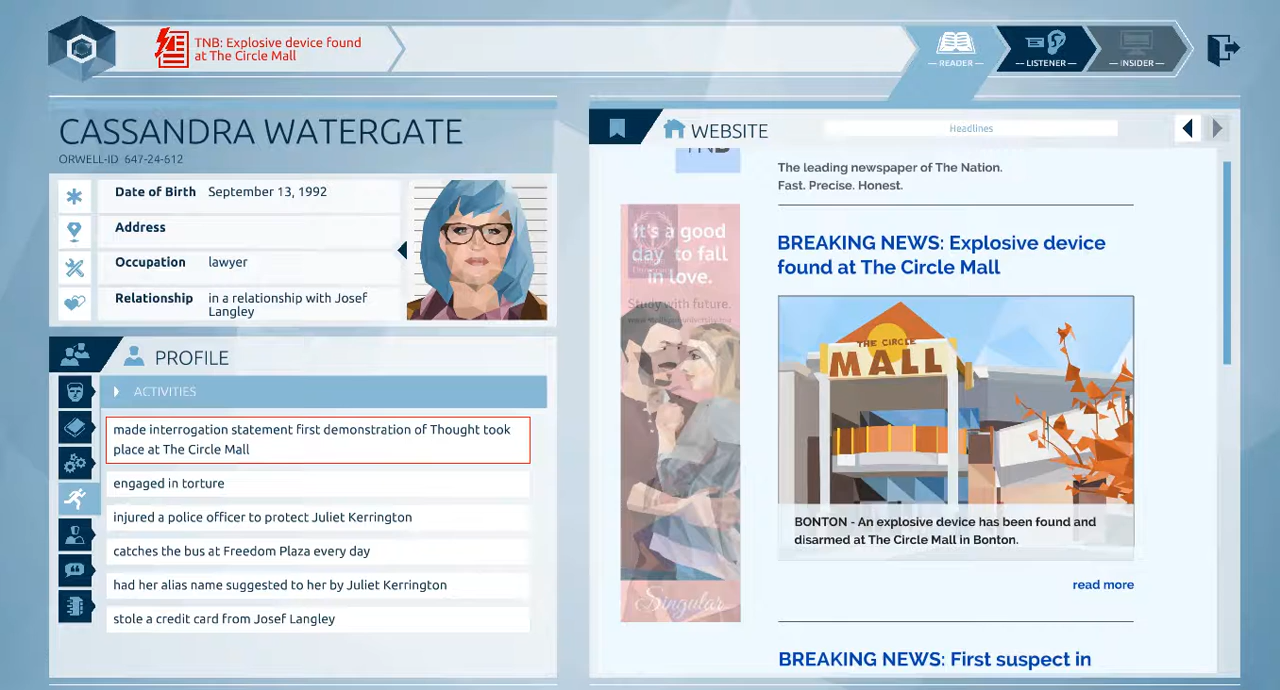 TNB: Explosive device found
at The Circle Mall
— READER —
— LISTENER —
— INSIDER —
CASSANDRA WATERGATE
ORWELL-ID 647-24-612
Date of Birth September 13, 1992
Address
Occupation lawyer
Relationship in a relationship with Josef
Langley
PROFILE
ACTIVITIES
made interrogation statement first demonstration of Thought took
place at The Circle Mall
engaged in torture
injured a police officer to protect Juliet Kerrington
catches the bus at Freedom Plaza every day
had her alias name suggested to her by Juliet Kerrington
stole a credit card from Josef Langley
WEBSITE
Headlines
TNB
The leading newspaper of The Nation.
Fast. Precise. Honest.
It's a good
day to fall
in love.
Study with future.
Singular
BREAKING NEWS: Explosive device
found at The Circle Mall
THE CIRCLE
MALL
BONTON - An explosive device has been found and
disarmed at The Circle Mall in Bonton.
read more
BREAKING NEWS: First suspect in